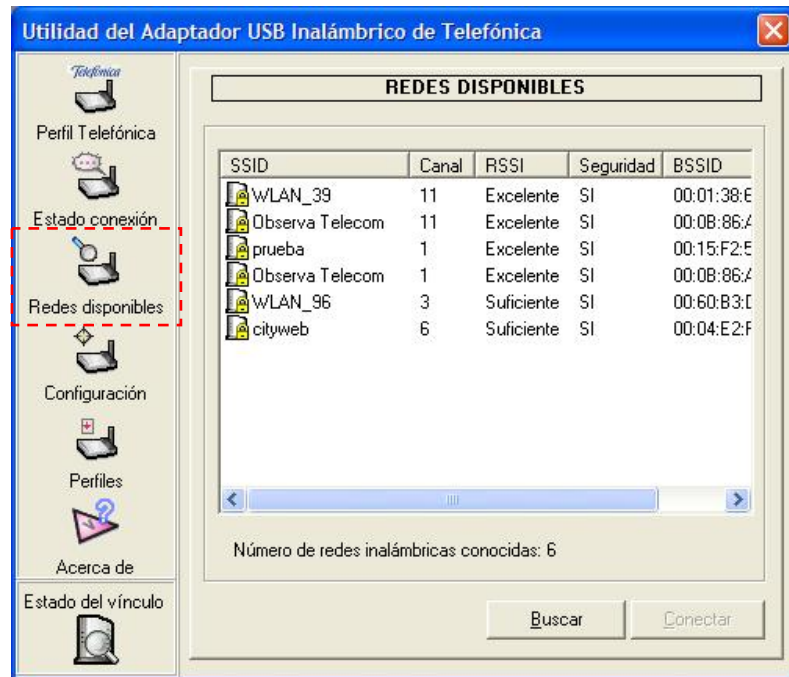 Utilidad del Adaptador USB Inalámbrico de Telefónica
Telefónica
Perfil Telefónica
Estado conexión
Redes disponibles
Configuración
Perfiles
Acerca de
Estado del vínculo
REDES DISPONIBLES
SSID Canal RSSI Seguridad BSSID
WLAN_39 11 Excelente SI 00:01:38:6
Observa Telecom 11 Excelente SI 00:0B:86:4
prueba 1 Excelente SI 00:15:F2:5
Observa Telecom 1 Excelente SI 00:0B:86:4
WLAN_96 3 Suficiente SI 00:60:B3:
cityweb 6 Suficiente SI 00:04:E2:F
Número de redes inalámbricas conocidas: 6
Buscar Conectar